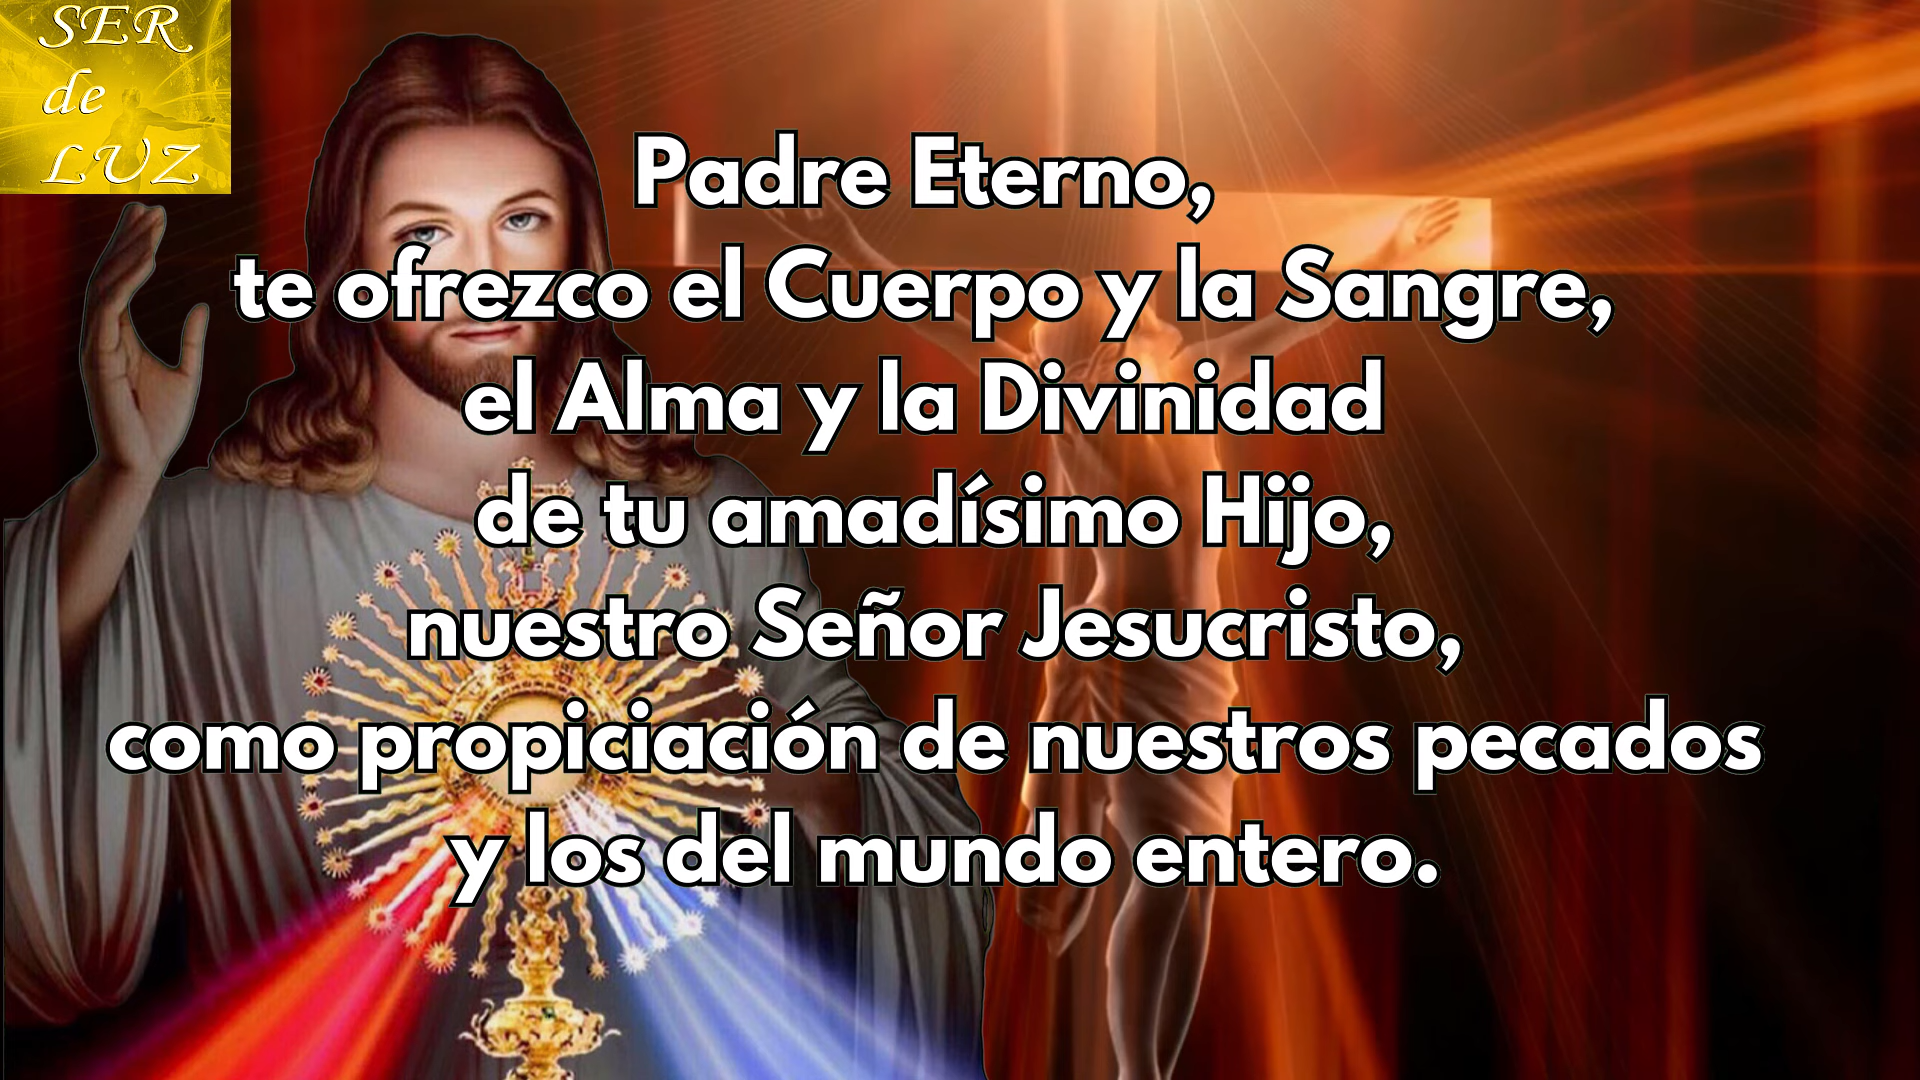 SER
de
LUZ
Padre Eterno,
te ofrezco el Cuerpo y la Sangre,
el Alma y la Divinidad
de tu amadísimo Hijo,
nuestro Señor Jesucristo,
como propiciación de nuestros pecados
y los del mundo entero.